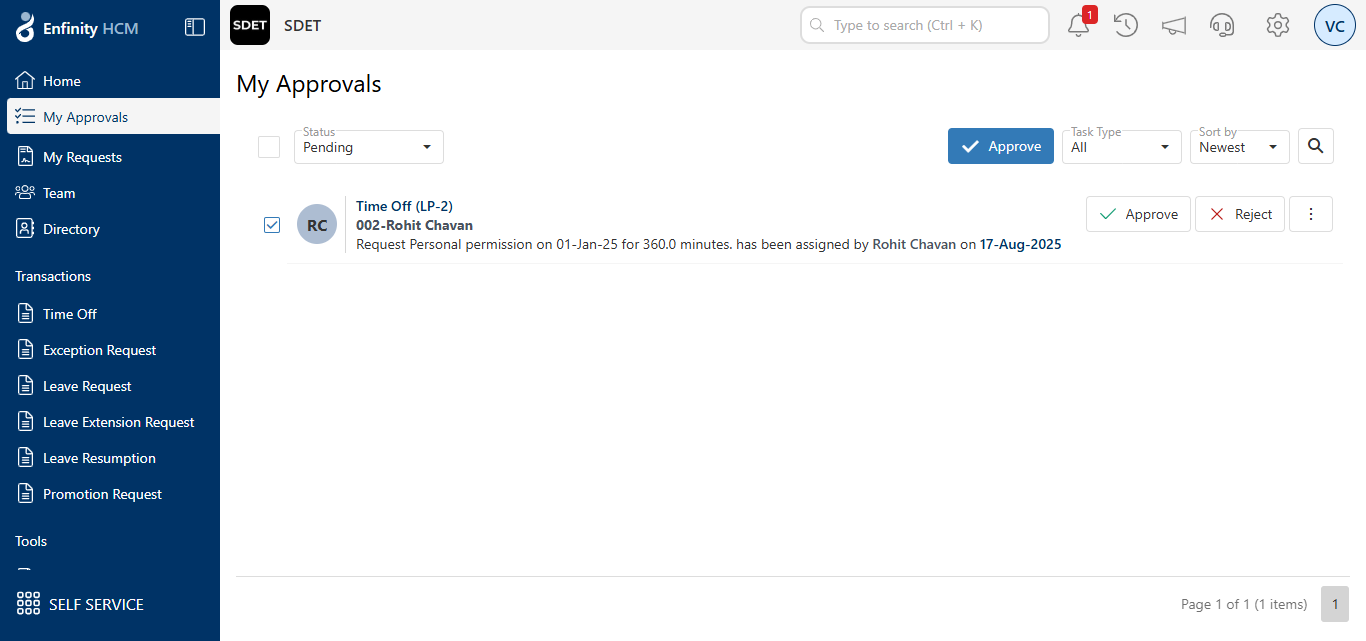 Enfinity HCM
SDET
SDET
Type to search (Ctrl + K)
1
VC
Home
My Approvals
My Requests
Team
Directory
Transactions
Time Off
Exception Request
Leave Request
Leave Extension Request
Leave Resumption
Promotion Request
Tools
SELF SERVICE
My Approvals
Status
Pending
Approve
Task Type
All
Sort by
Newest
RC
Time Off (LP-2)
002-Rohit Chavan
Request Personal permission on 01-Jan-25 for 360.0 minutes. has been assigned by Rohit Chavan on 17-Aug-2025
Approve
Reject
Page 1 of 1 (1 items)
1